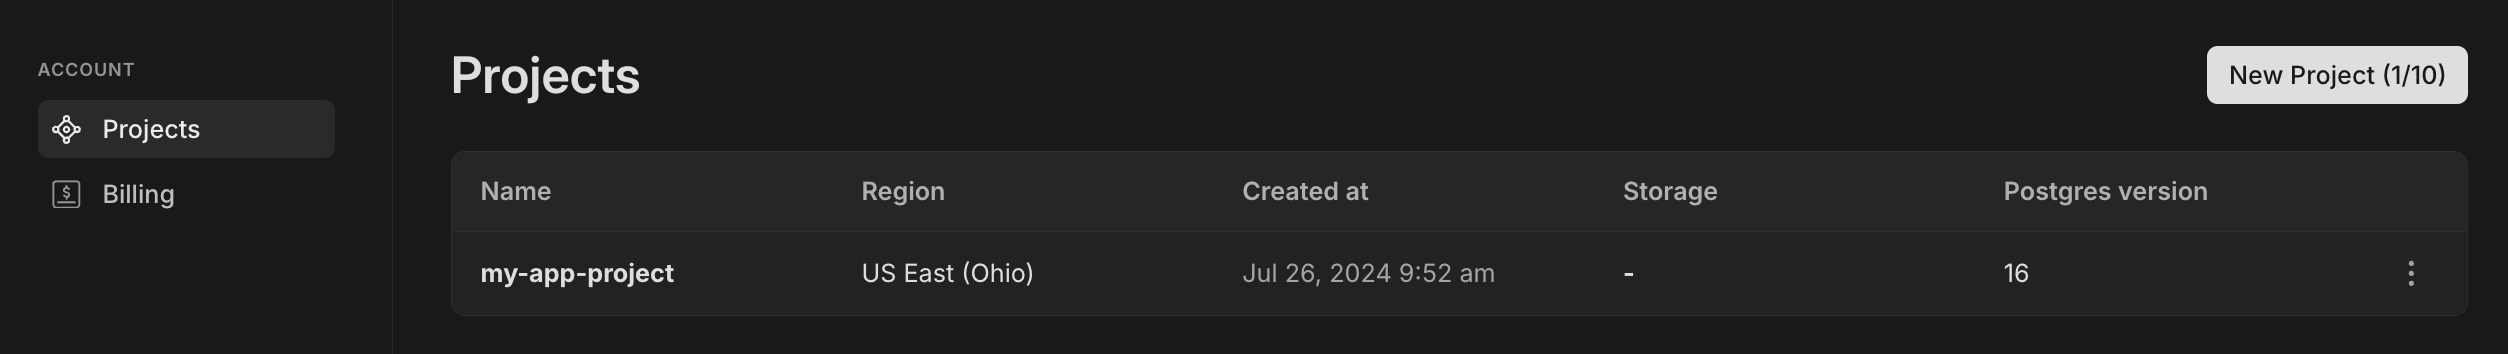 ACCOUNT
Projects
Billing
Projects
New Project (1/10)
Name Region Created at Storage Postgres version
my-app-project US East (Ohio) Jul 26, 2024 9:52 am - 16